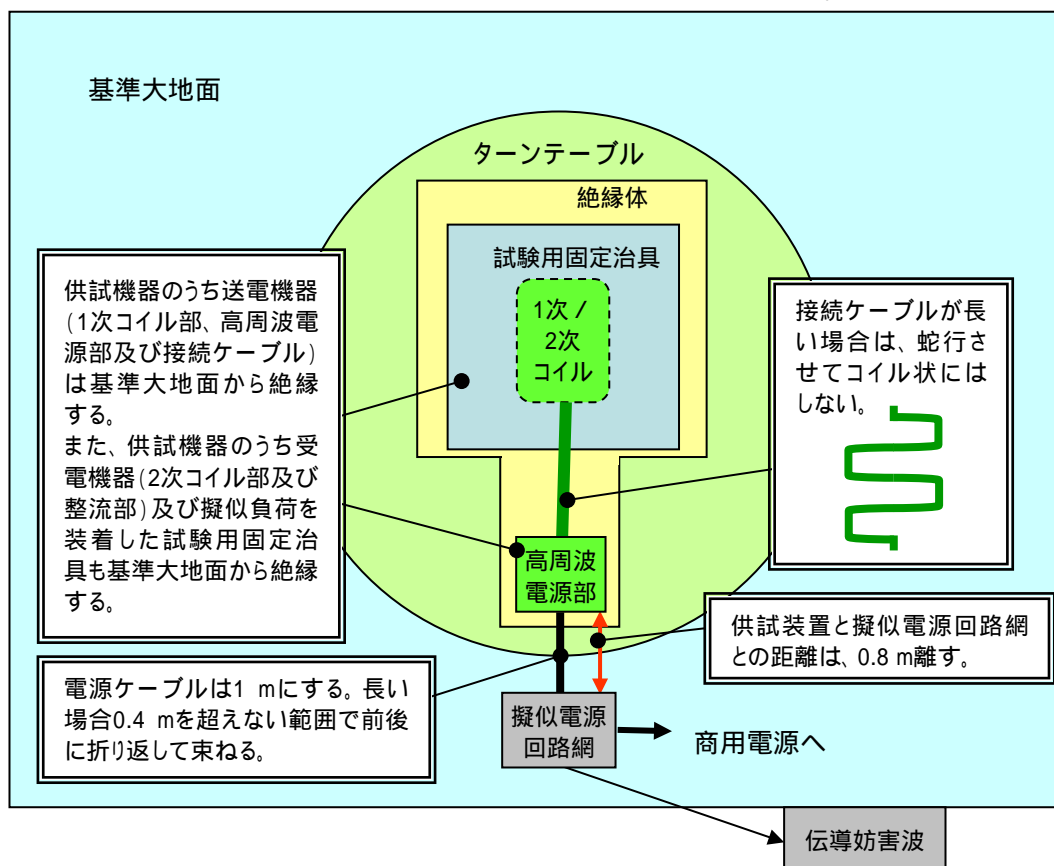 基準大地面
ターンテーブル
絶縁体
試験用固定治具
1次 /
2次
コイル
供試機器のうち送電機器
(1次コイル部、高周波電
源部及び接続ケーブル)
は基準大地面から絶縁
する。
また、供試機器のうち受
電機器(2次コイル部及び
整流部)及び擬似負荷を
装着した試験用固定治
具も基準大地面から絶縁
する。
接続ケーブルが長
い場合は、蛇行さ
せてコイル状には
しない。
高周波
電源部
供試装置と擬似電源回路網
との距離は、0.8 m離す。
電源ケーブルは1 mにする。長い
場合0.4 mを超えない範囲で前後
に折り返して束ねる。
擬似電源
回路網
商用電源へ
伝導妨害波